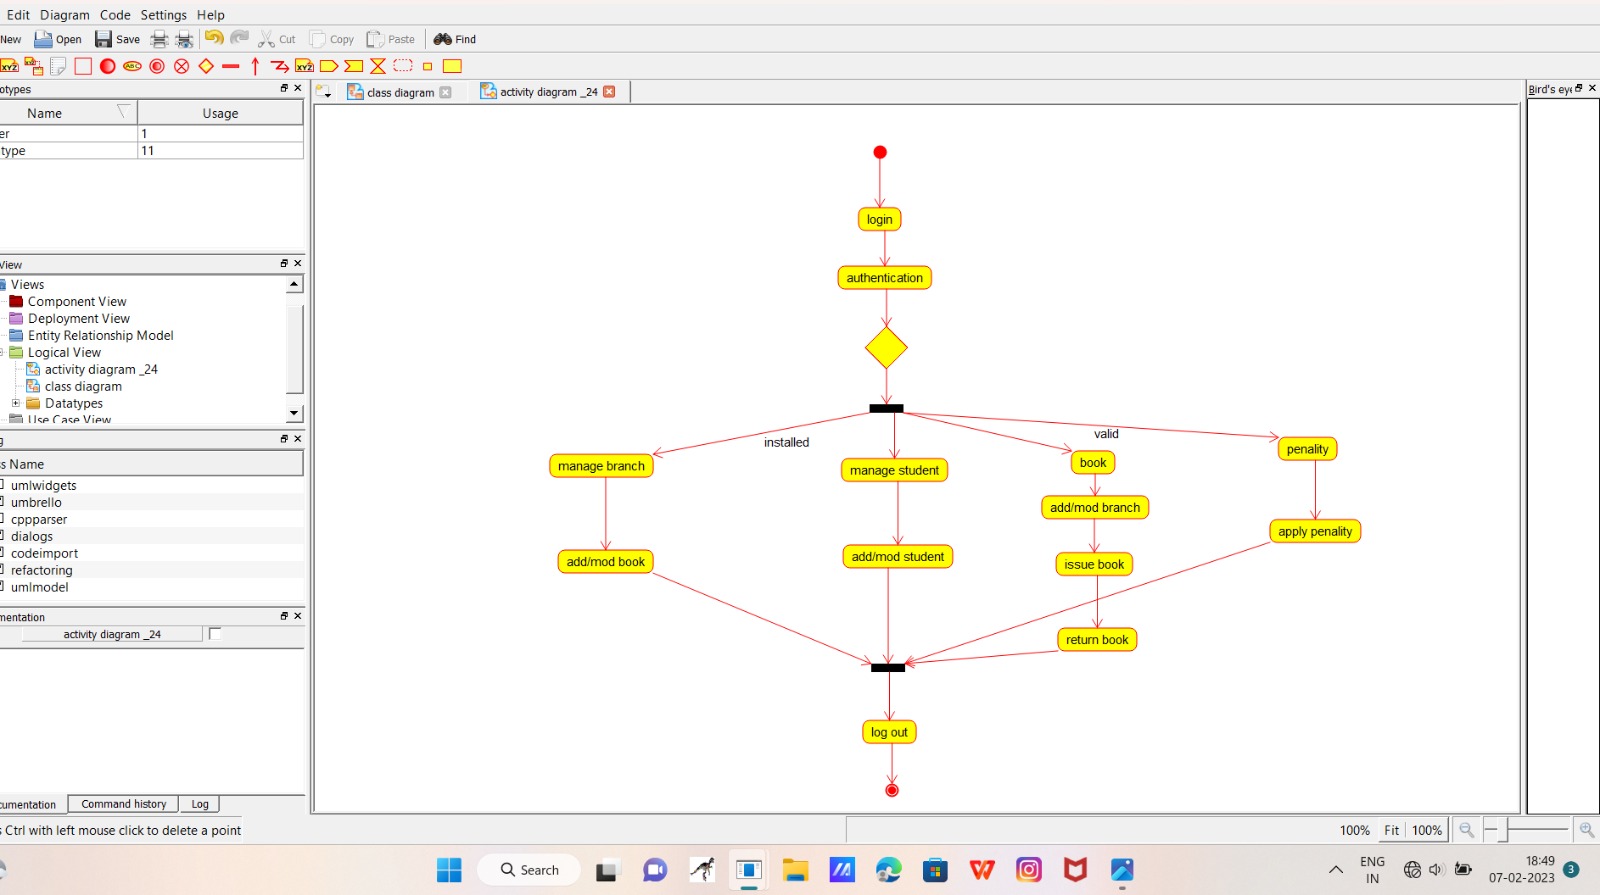 Edit Diagram Code Settings Help
New Open Save Cut Copy Paste Find
XYZ ABC XYZ
otypes
Name Usage
er 1
type 11
View
Views
Component View
Deployment View
Entity Relationship Model
Logical View
activity diagram _24
class diagram
Datatypes
Use Case View
g
s Name
umlwidgets
umbrello
cppparser
dialogs
codeimport
refactoring
umlmodel
mentation
activity diagram _24
umentation Command history Log
s Ctrl with left mouse click to delete a point
class diagram
activity diagram _24
Bird's eye
login
authentication
installed
valid
manage branch
manage student
book
penality
add/mod branch
apply penality
add/mod book
add/mod student
issue book
return book
log out
100% Fit 100%
Search
ENG
IN
18:49
07-02-2023
3